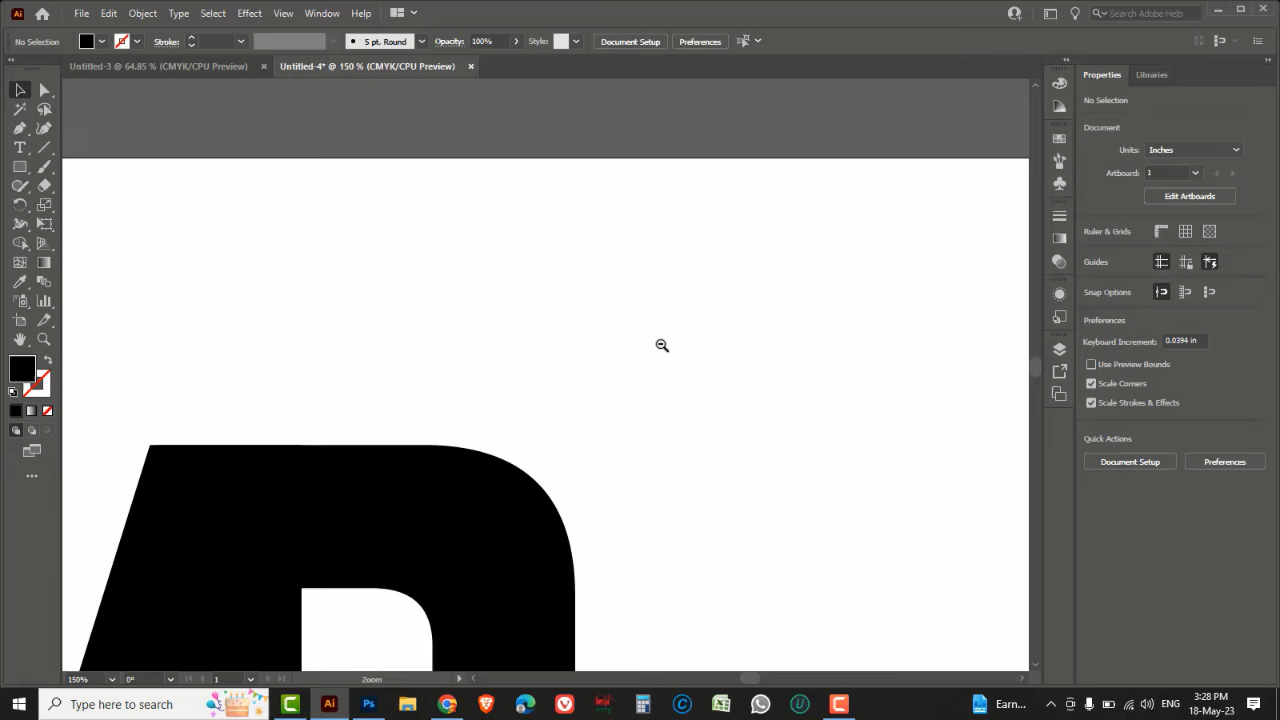 Ai File Edit Object Type Select Effect View Window Help Search Adobe Help
No Selection Stroke: 5 pt. Round Opacity: 100% Style: Document Setup Preferences
Untitled-3 @ 64.85 % (CMYK/CPU Preview) × Untitled-4* @ 150 % (CMYK/CPU Preview) ×
Properties Libraries
No Selection
Document
Units: Inches
Artboard: 1
Edit Artboards
Ruler & Grids
Guides
Snap Options
Preferences
Keyboard Increment: 0.0394 in
Use Preview Bounds
Scale Corners
Scale Strokes & Effects
Quick Actions
Document Setup Preferences
150% 0° 1 Zoom
Type here to search Ai Ps Earn... ENG 3:28 PM
18-May-23